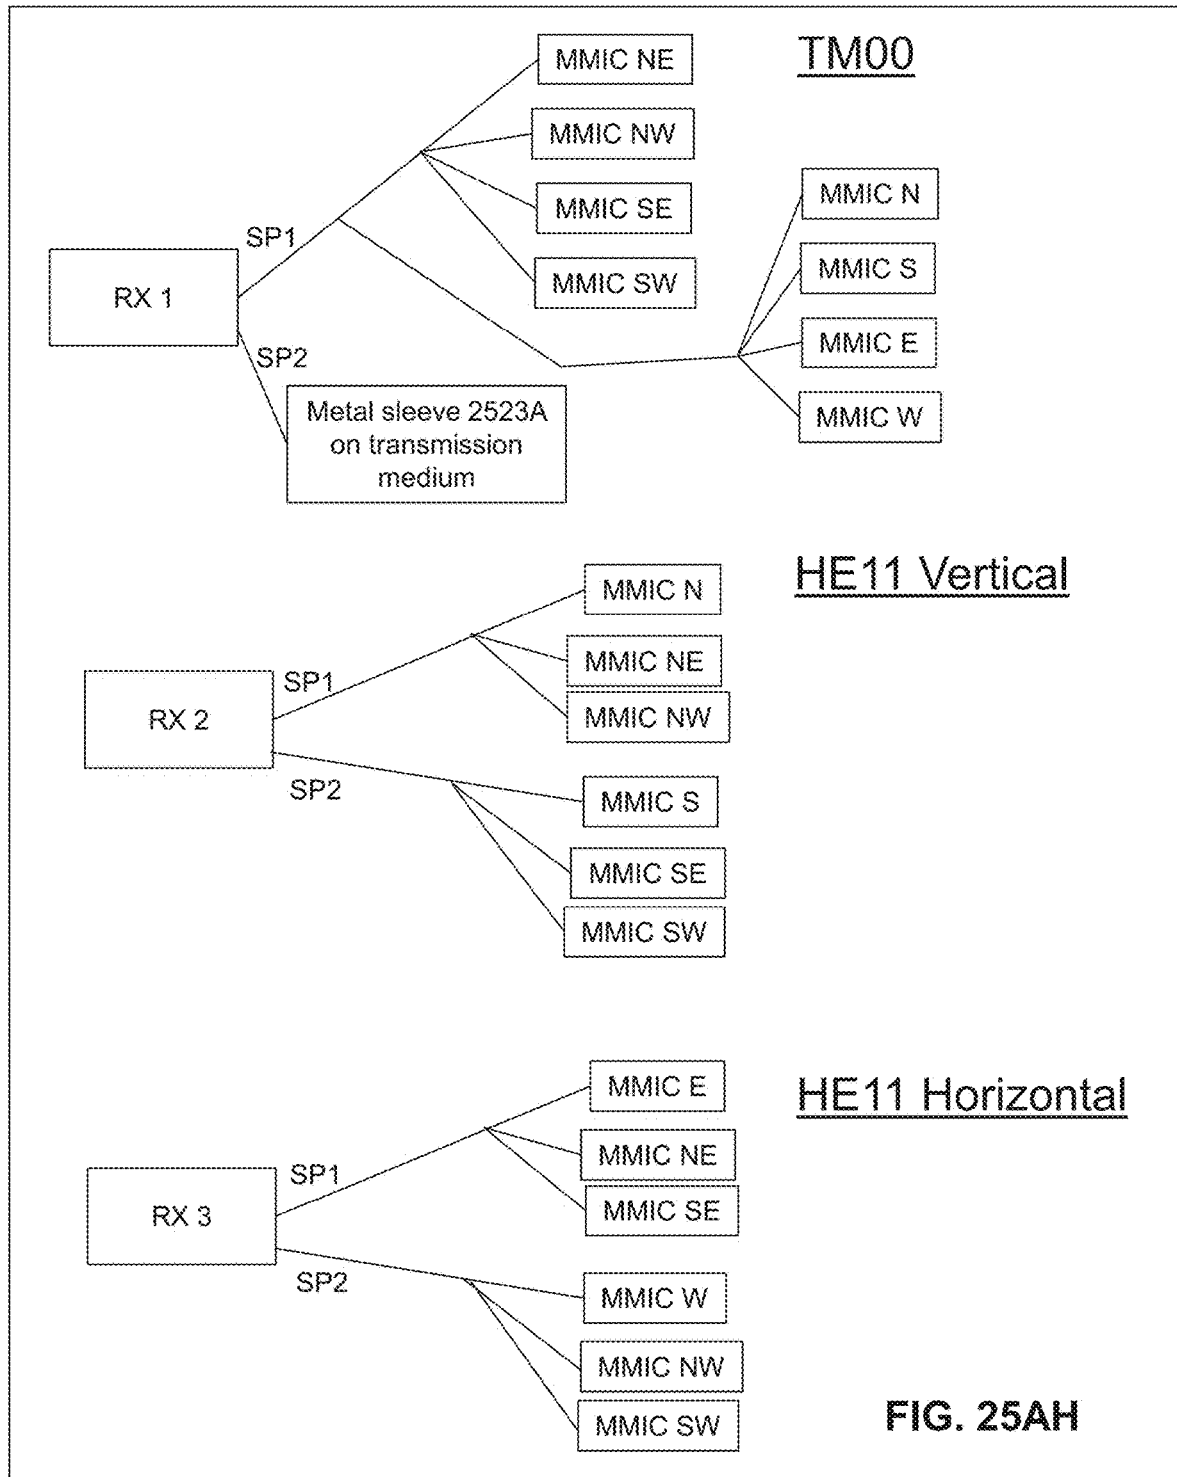 TM00
MMIC NE
MMIC NW
MMIC SE
MMIC SW
MMIC N
MMIC S
MMIC E
MMIC W
SP1
RX 1
SP2
Metal sleeve 2523A
on transmission
medium
HE11 Vertical
MMIC N
MMIC NE
MMIC NW
SP1
RX 2
SP2
MMIC S
MMIC SE
MMIC SW
HE11 Horizontal
MMIC E
MMIC NE
MMIC SE
SP1
RX 3
SP2
MMIC W
MMIC NW
MMIC SW
FIG. 25AH